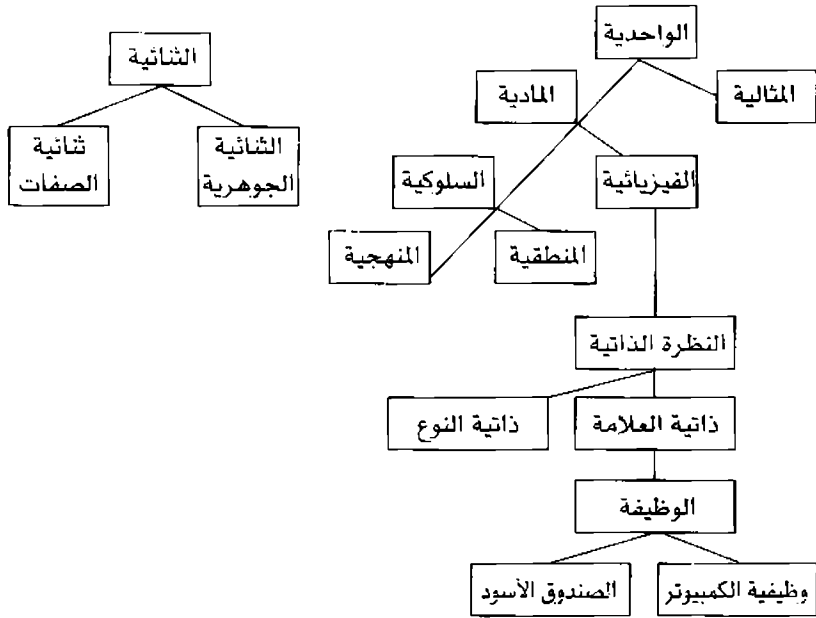 الواحدية
الثنائية
المثالية
المادية
الثنائية
الجوهرية
ثنائية
الصفات
الفيزيائية
السلوكية
المنطقية
المنهجية
النظرة الذاتية
ذاتية العلامة
ذاتية النوع
الوظيفة
وظيفية الكمبيوتر
الصندوق الأسود